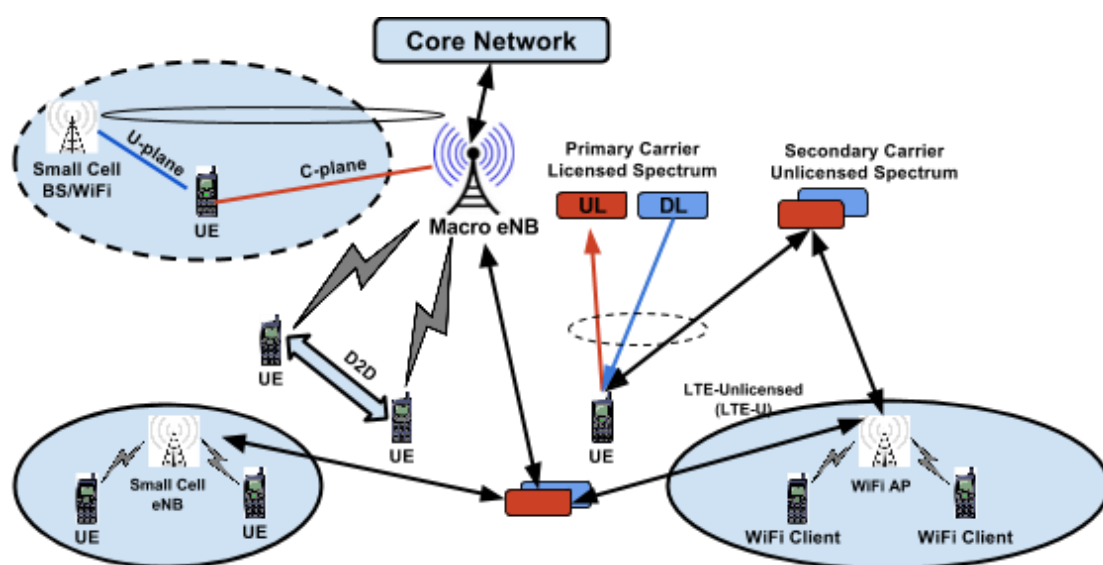 Core Network
U-plane
C-plane
Small Cell
BS/WiFi
UE
Macro eNB
Primary Carrier
Licensed Spectrum
UL
DL
Secondary Carrier
Unlicensed Spectrum
UE
D2D
UE
UE
LTE-Unlicensed
(LTE-U)
Small Cell
eNB
UE
UE
WiFi AP
WiFi Client
WiFi Client